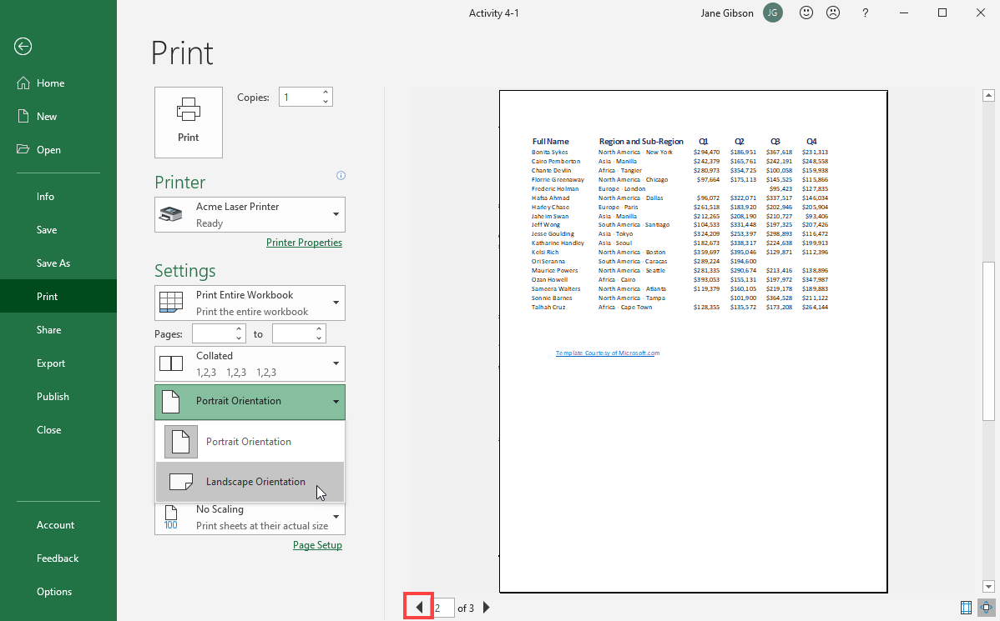 Activity 4-1
Jane Gibson
JG
?
Home
New
Open
Info
Save
Save As
Print
Share
Export
Publish
Close
Account
Feedback
Options
Print
Print
Copies:
1
Printer
Acme Laser Printer
Ready
Printer Properties
Settings
Print Entire Workbook
Print the entire workbook
Pages:
to
Collated
1,2,3 1,2,3 1,2,3
Portrait Orientation
Portrait Orientation
Landscape Orientation
No Scaling
100
Print sheets at their actual size
Page Setup
Full Name Region and Sub-Region Q1 Q2 Q3 Q4
Bonita Sykes North America - New York $294,470 $186,951 $367,618 $231,313
Cairo Pemberton Asia - Manilla $242,379 $165,761 $242,191 $248,558
Chante Devlin Africa - Tangier $280,973 $354,725 $100,058 $159,938
Florrie Greenaway North America - Chicago $97,664 $175,113 $145,525 $115,866
Frederic Holman Europe - London $95,423 $127,835
Hafsa Ahmad North America - Dallas $96,072 $322,071 $337,517 $146,034
Harley Chase Europe - Paris $261,518 $183,920 $202,946 $205,904
Jaheim Swan Asia - Manilla $212,265 $208,190 $210,727 $93,406
Jeff Wong South America - Santiago $104,533 $331,448 $197,325 $207,426
Jesse Goulding Asia - Tokyo $324,209 $253,397 $298,893 $116,472
Katharine Handley Asia - Seoul $182,673 $338,317 $224,638 $199,913
Kelsi Rich North America - Boston $359,697 $395,046 $129,871 $112,396
Ori Seranna South America - Caracas $289,224 $194,600
Maurice Powers North America - Seattle $281,335 $290,674 $213,416 $138,896
Ozan Howell Africa - Cairo $393,053 $155,131 $197,972 $347,987
Sameera Walters North America - Atlanta $119,379 $160,105 $219,178 $189,883
Sonnie Barnes North America - Tampa $101,900 $364,528 $211,122
Talhah Cruz Africa - Cape Town $128,355 $135,572 $173,208 $264,144
Template Courtesy of Microsoft.com
2 of 3